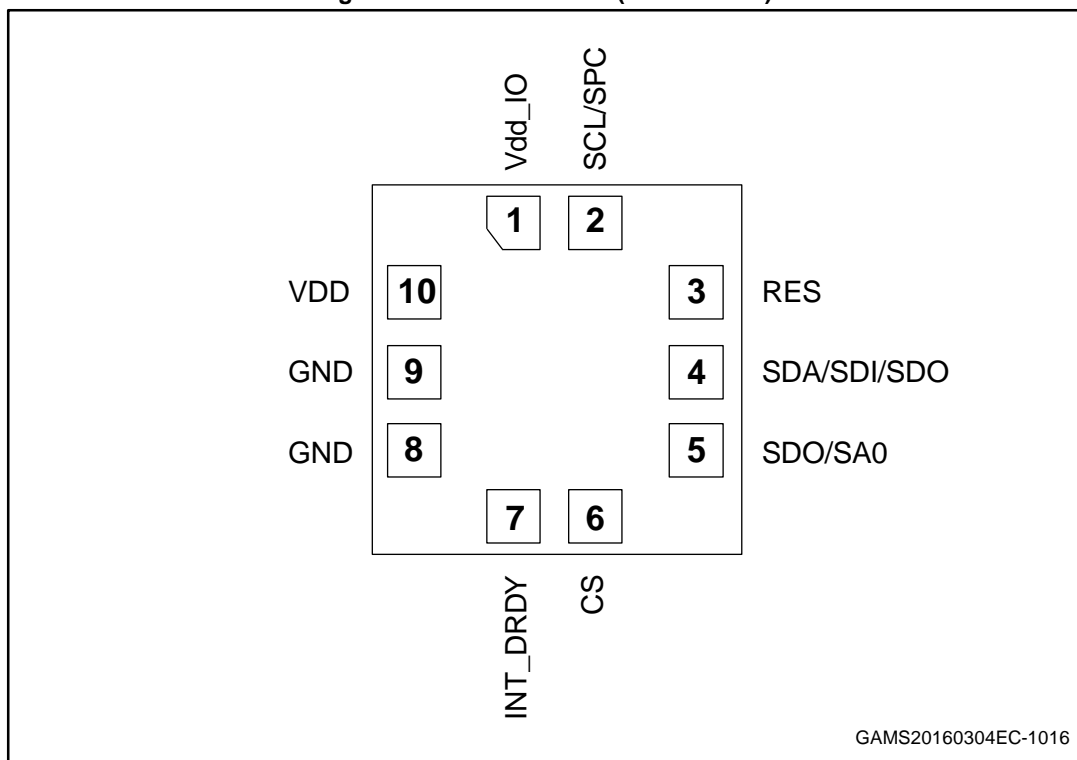 Vdd_IO
SCL/SPC
1
2
VDD
10
3
RES
GND
9
4
SDA/SDI/SDO
GND
8
5
SDO/SA0
7
6
INT_DRDY
CS
GAMS20160304EC-1016